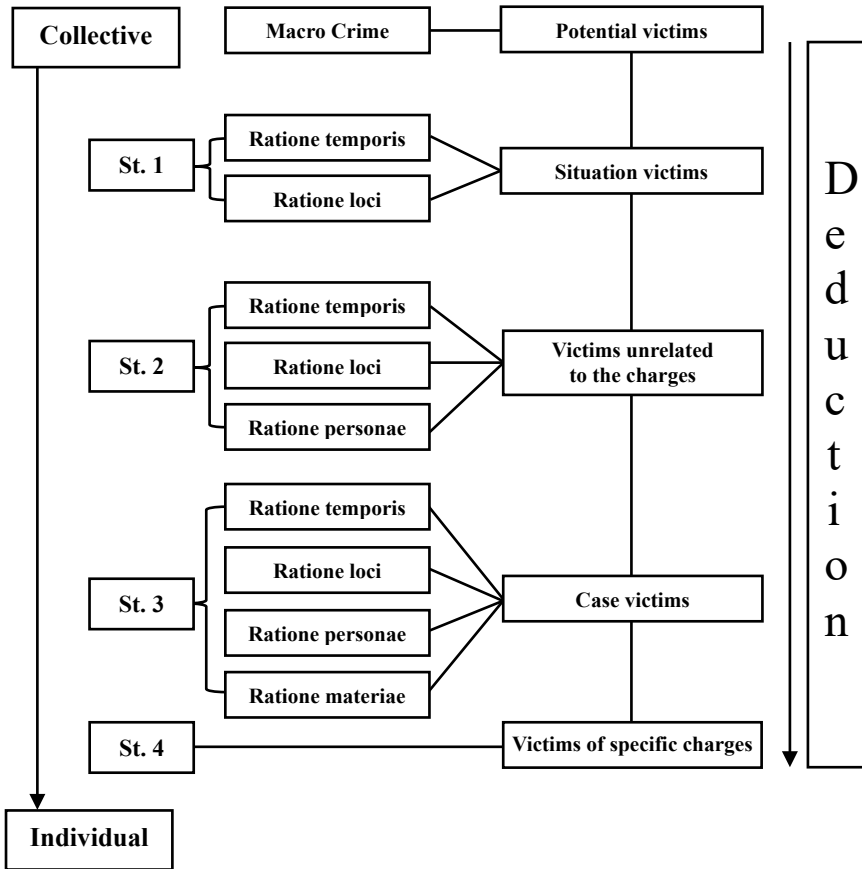 Collective
Macro Crime
Potential victims
St. 1
Ratione temporis
Ratione loci
Situation victims
St. 2
Ratione temporis
Ratione loci
Ratione personae
Victims unrelated
to the charges
St. 3
Ratione temporis
Ratione loci
Ratione personae
Ratione materiae
Case victims
St. 4
Victims of specific charges
Individual
Deduction